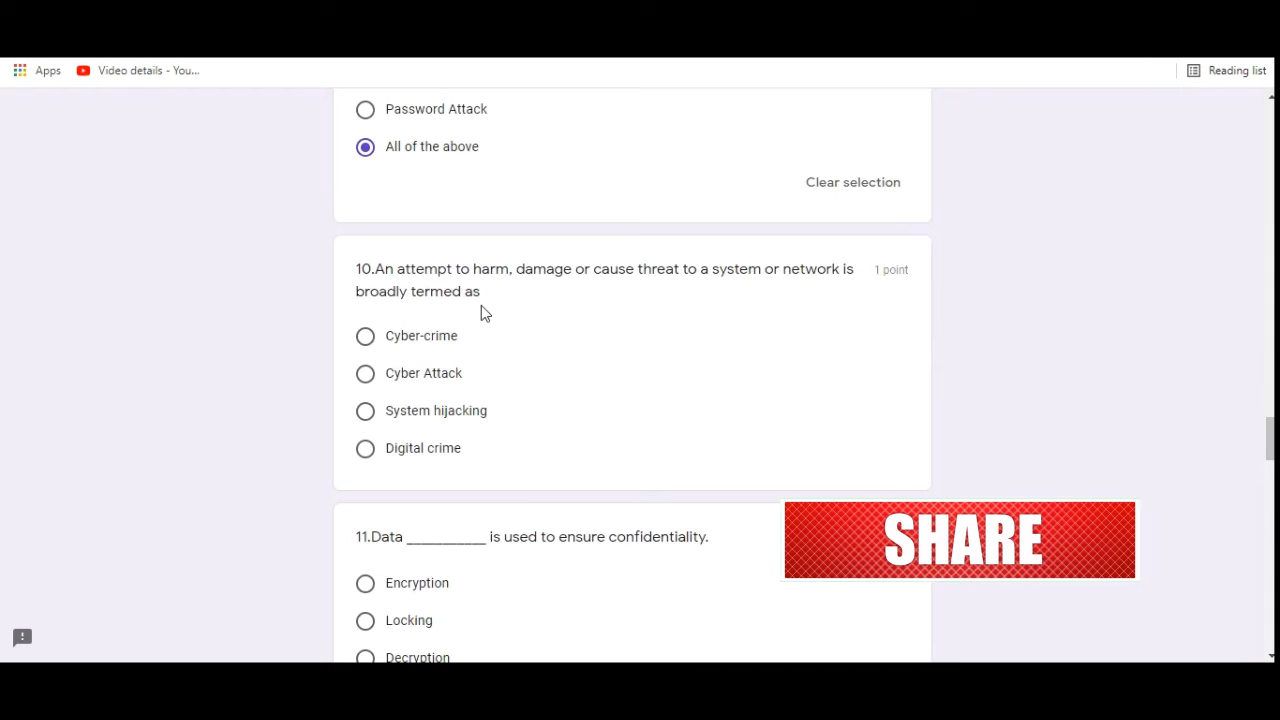 Apps Video details - You... Reading list
Password Attack
All of the above
Clear selection
10.An attempt to harm, damage or cause threat to a system or network is 1 point
broadly termed as
Cyber-crime
Cyber Attack
System hijacking
Digital crime
11.Data ___________ is used to ensure confidentiality.
SHARE
Encryption
Locking
Decryption